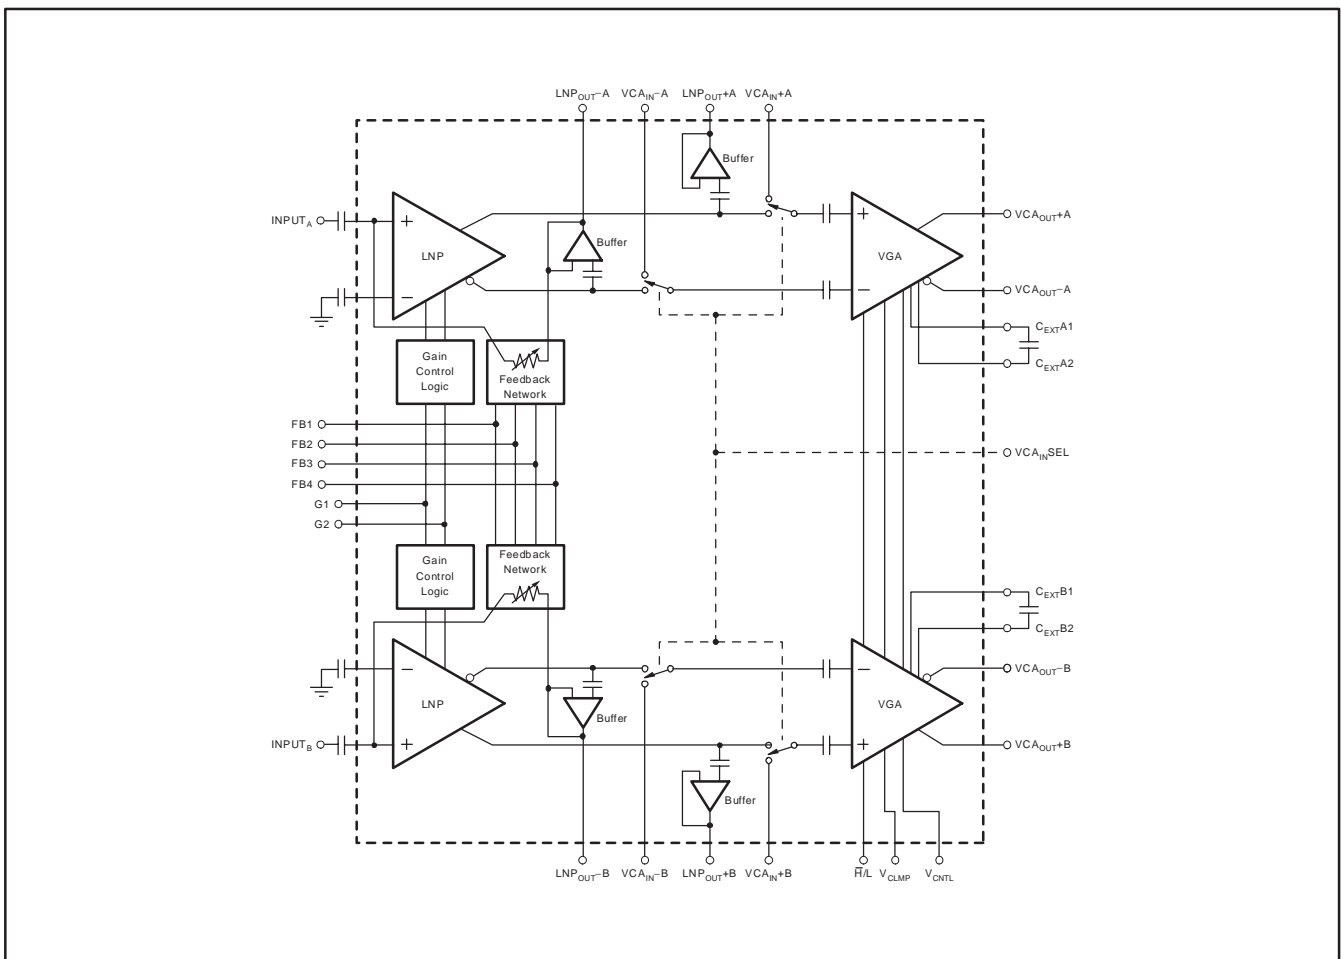 LNPOUT−A VCAIN−A LNPOUT+A VCAIN+A
Buffer
INPUTA
+
LNP
−
Buffer
+
VGA
−
VCAOUT+A
VCAOUT−A
CEXTA1
CEXTA2
Gain
Control
Logic
Feedback
Network
FB1
FB2
FB3
FB4
G1
G2
VCAINSEL
Gain
Control
Logic
Feedback
Network
CEXTB1
CEXTB2
−
LNP
+
INPUTB
Buffer
Buffer
−
VGA
+
VCAOUT−B
VCAOUT+B
LNPOUT−B VCAIN−B LNPOUT+B VCAIN+B H̅/L VCLMP VCNTL